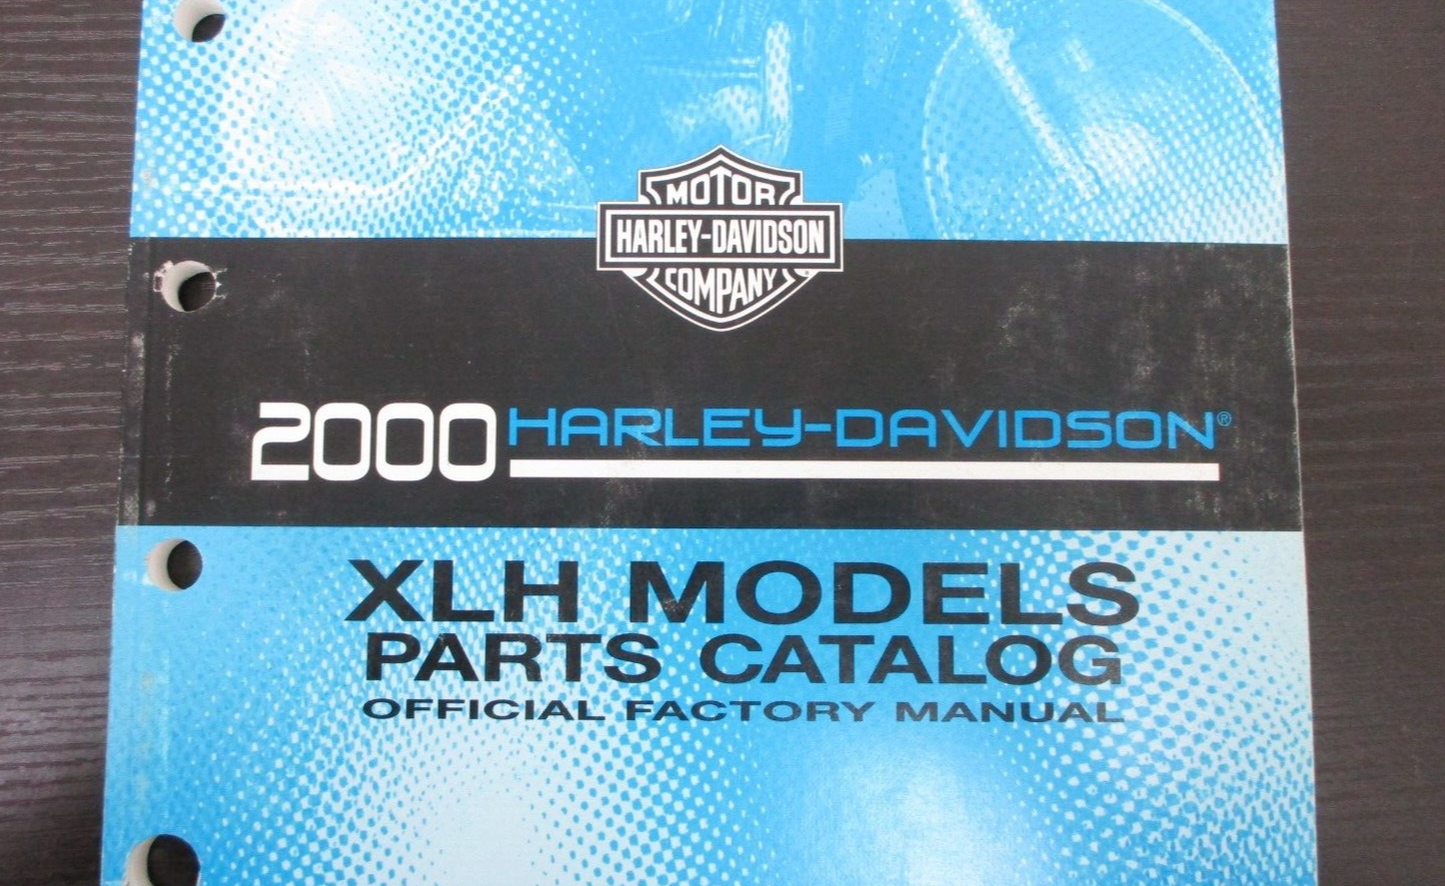 MOTOR
HARLEY-DAVIDSON
COMPANY
®
2000 HARLEY-DAVIDSON®
XLH MODELS
PARTS CATALOG
OFFICIAL FACTORY MANUAL